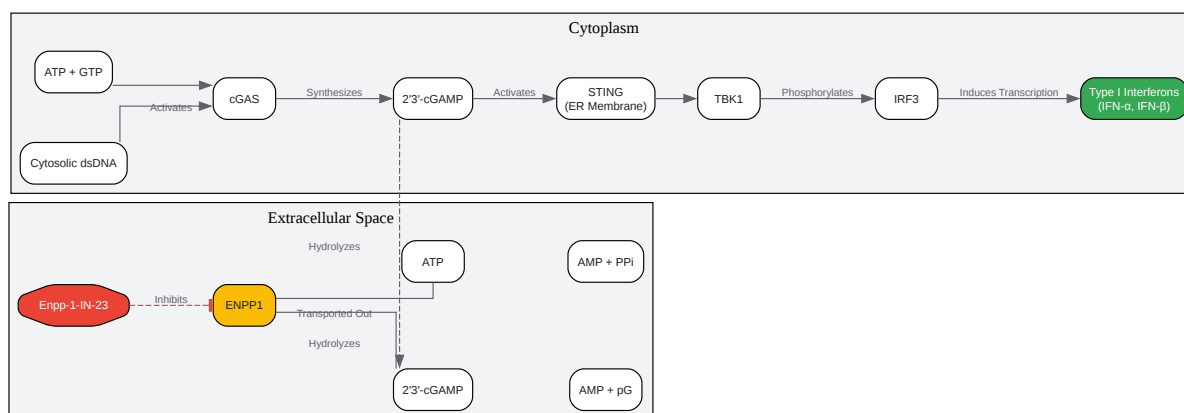 Cytoplasm
ATP + GTP
Activates
cGAS
Synthesizes
2'3'-cGAMP
Activates
STING
(ER Membrane)
TBK1
Phosphorylates
IRF3
Induces Transcription
Type I Interferons
(IFN-α, IFN-β)
Cytosolic dsDNA
Extracellular Space
Hydrolyzes
ATP
AMP + PPi
Enpp-1-IN-23
Inhibits
ENPP1
Transported Out
Hydrolyzes
2'3'-cGAMP
AMP + pG